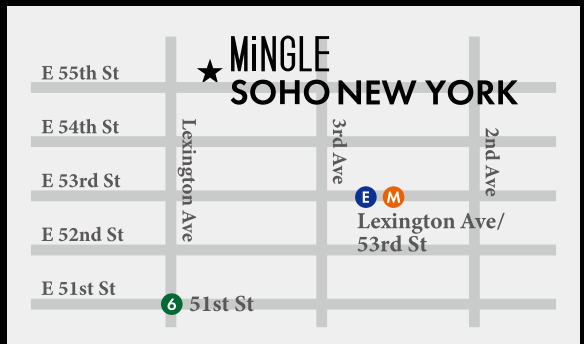 MiNGLE
SOHO NEW YORK
E 55th St
E 54th St
Lexington Ave
3rd Ave
2nd Ave
E 53rd St
E M
Lexington Ave/
53rd St
E 52nd St
E 51st St
6 51st St